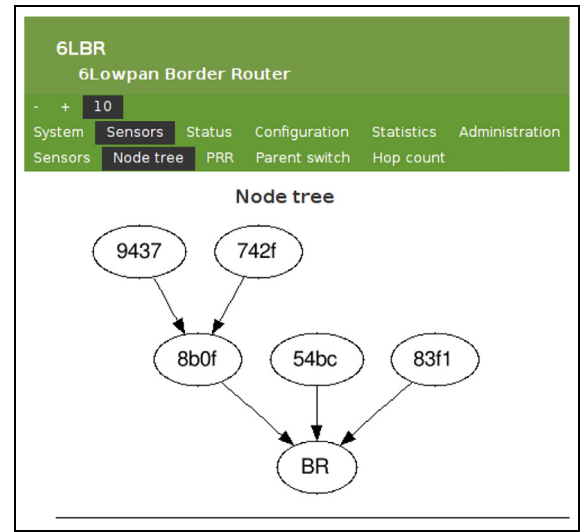 6LBR
6Lowpan Border Router
- + 10
System Sensors Status Configuration Statistics Administration
Sensors Node tree PRR Parent switch Hop count
Node tree
9437 742f
8b0f 54bc 83f1
BR